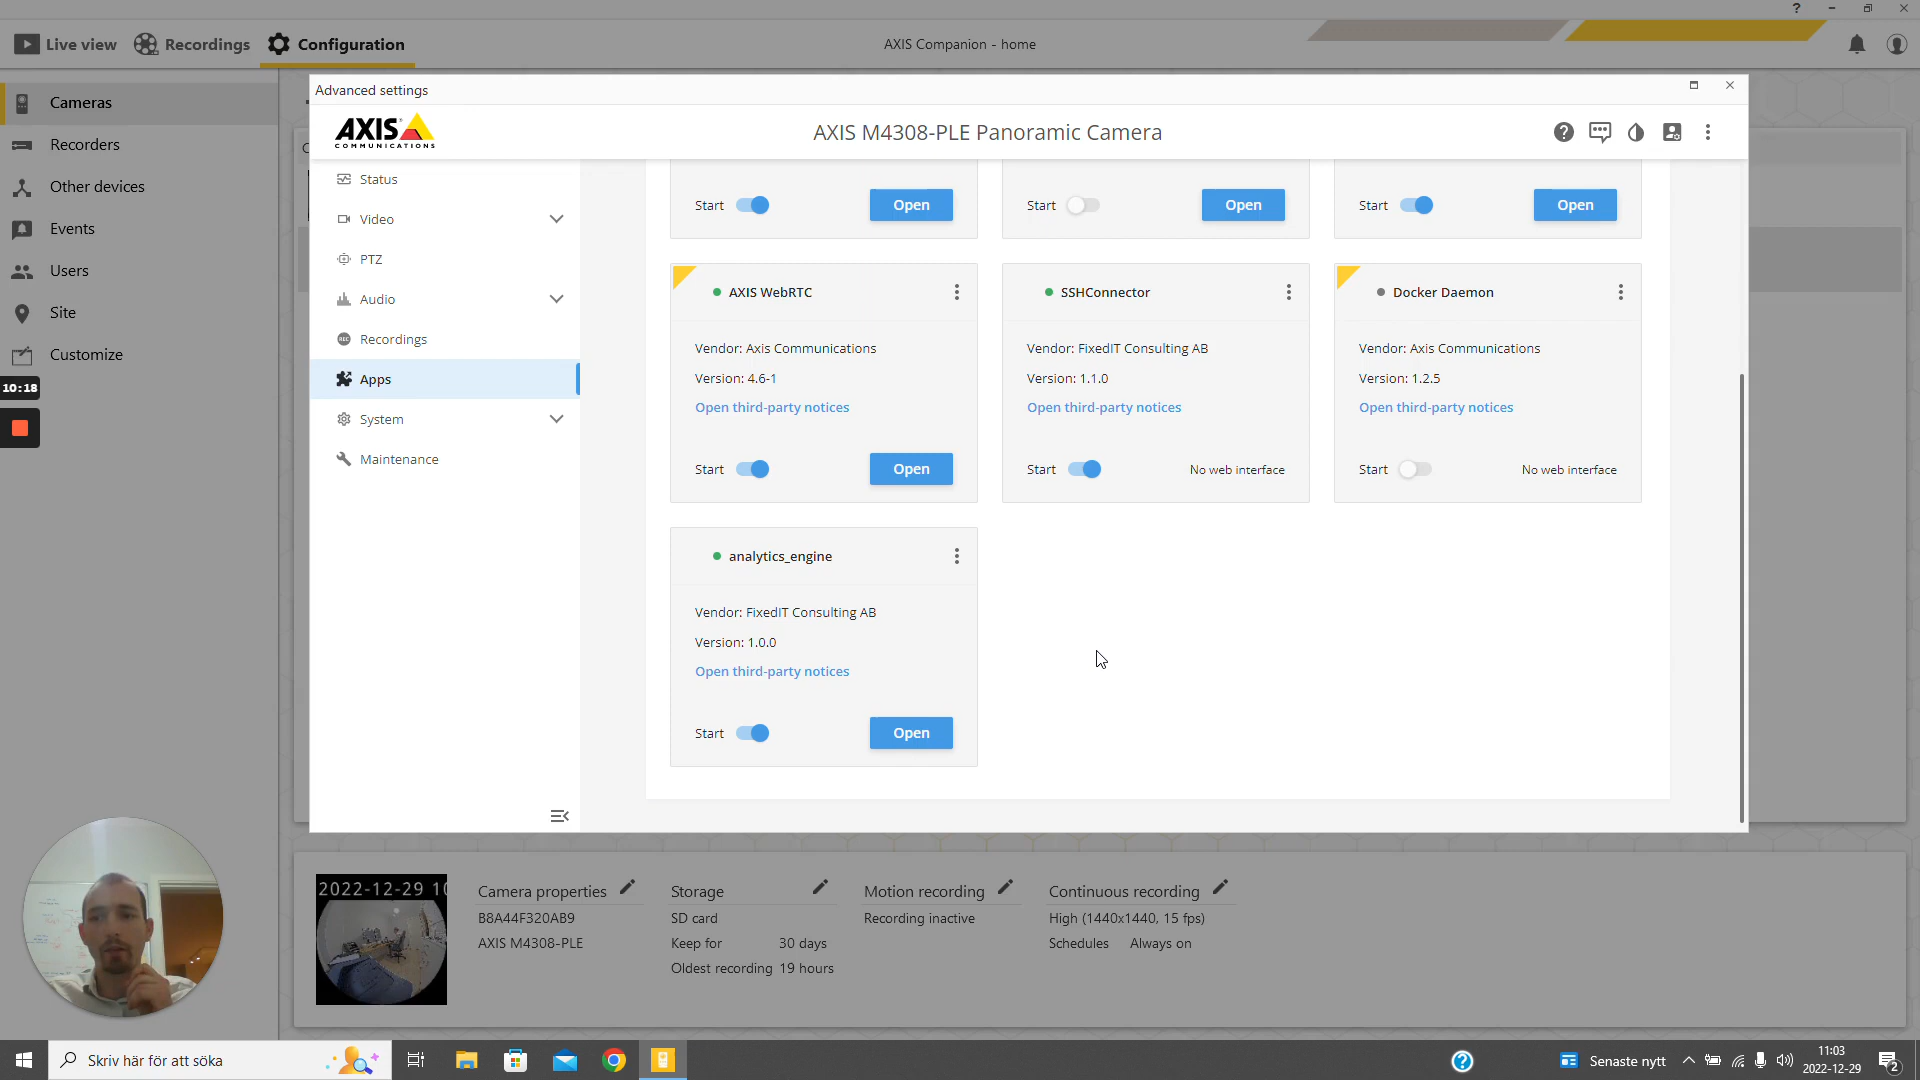 ?
Live view
Recordings
Configuration
AXIS Companion - home
Cameras
Recorders
Other devices
Events
Users
Site
Customize
10:18
Advanced settings
AXIS
COMMUNICATIONS
AXIS M4308-PLE Panoramic Camera
Status
Video
PTZ
Audio
Recordings
Apps
System
Maintenance
Start Open
Start Open
Start Open
AXIS WebRTC
Vendor: Axis Communications
Version: 4.6-1
Open third-party notices
Start Open
SSHConnector
Vendor: FixedIT Consulting AB
Version: 1.1.0
Open third-party notices
Start No web interface
Docker Daemon
Vendor: Axis Communications
Version: 1.2.5
Open third-party notices
Start No web interface
analytics_engine
Vendor: FixedIT Consulting AB
Version: 1.0.0
Open third-party notices
Start Open
2022-12-29 1
Camera properties
B8A44F320AB9
AXIS M4308-PLE
Storage
SD card
Keep for 30 days
Oldest recording 19 hours
Motion recording
Recording inactive
Continuous recording
High (1440x1440, 15 fps)
Schedules Always on
Skriv här för att söka
Senaste nytt
11:03
2022-12-29
2